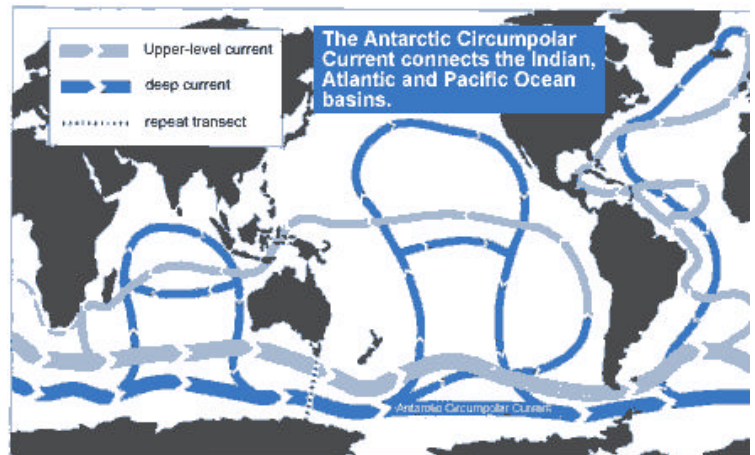 Upper-level current
deep current
repeat transect
The Antarctic Circumpolar
Current connects the Indian,
Atlantic and Pacific Ocean
basins.
Antarctic Circumpolar Current